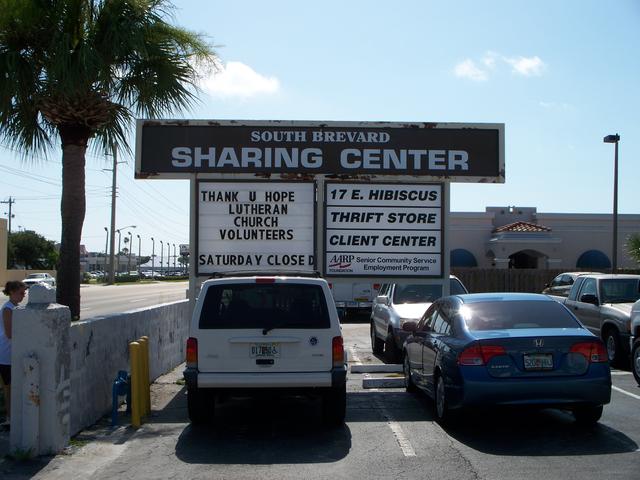 SOUTH BREVARD
SHARING CENTER
THANK U HOPE
LUTHERAN
CHURCH
VOLUNTEERS
SATURDAY CLOSED
17 E. HIBISCUS
THRIFT STORE
CLIENT CENTER
AARP
FOUNDATION
Senior Community Service
Employment Program